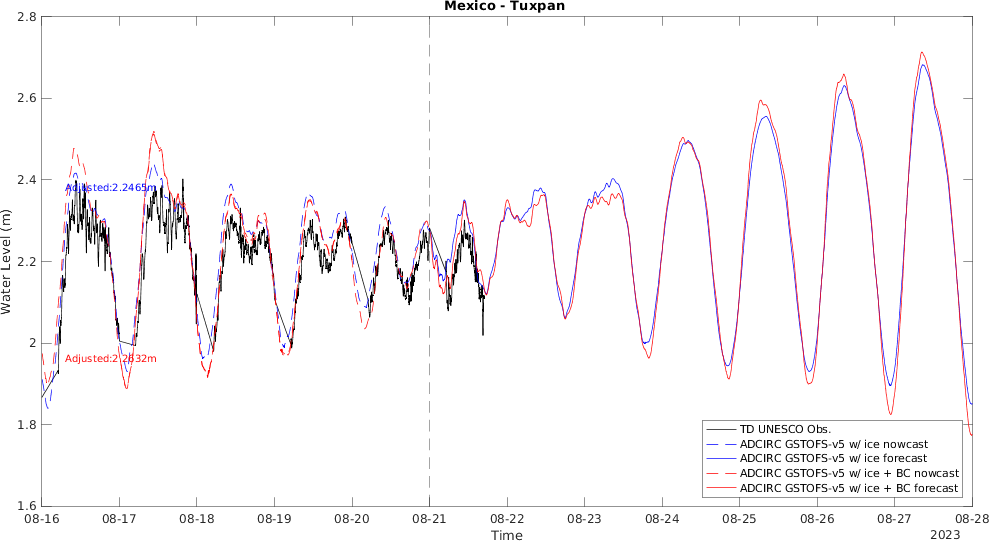 Mexico - Tuxpan
2.8
2.6
2.4
2.2
2
1.8
1.6
Water Level (m)
Adjusted:2.2465m
Adjusted:2.2632m
TD UNESCO Obs.
ADCIRC GSTOFS-v5 w/ ice nowcast
ADCIRC GSTOFS-v5 w/ ice forecast
ADCIRC GSTOFS-v5 w/ ice + BC nowcast
ADCIRC GSTOFS-v5 w/ ice + BC forecast
08-16 08-17 08-18 08-19 08-20 08-21 08-22 08-23 08-24 08-25 08-26 08-27 08-28
Time
2023